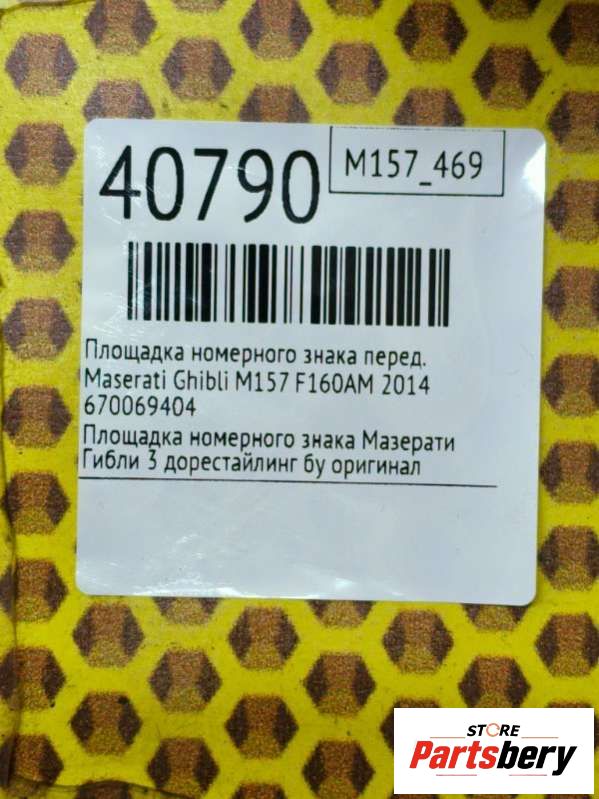 40790
M157_469
Площадка номерного знака перед.
Maserati Ghibli M157 F160AM 2014
670069404
Площадка номерного знака Мазерати
Гибли 3 дорестайлинг бу оригинал
STORE
Partsbery